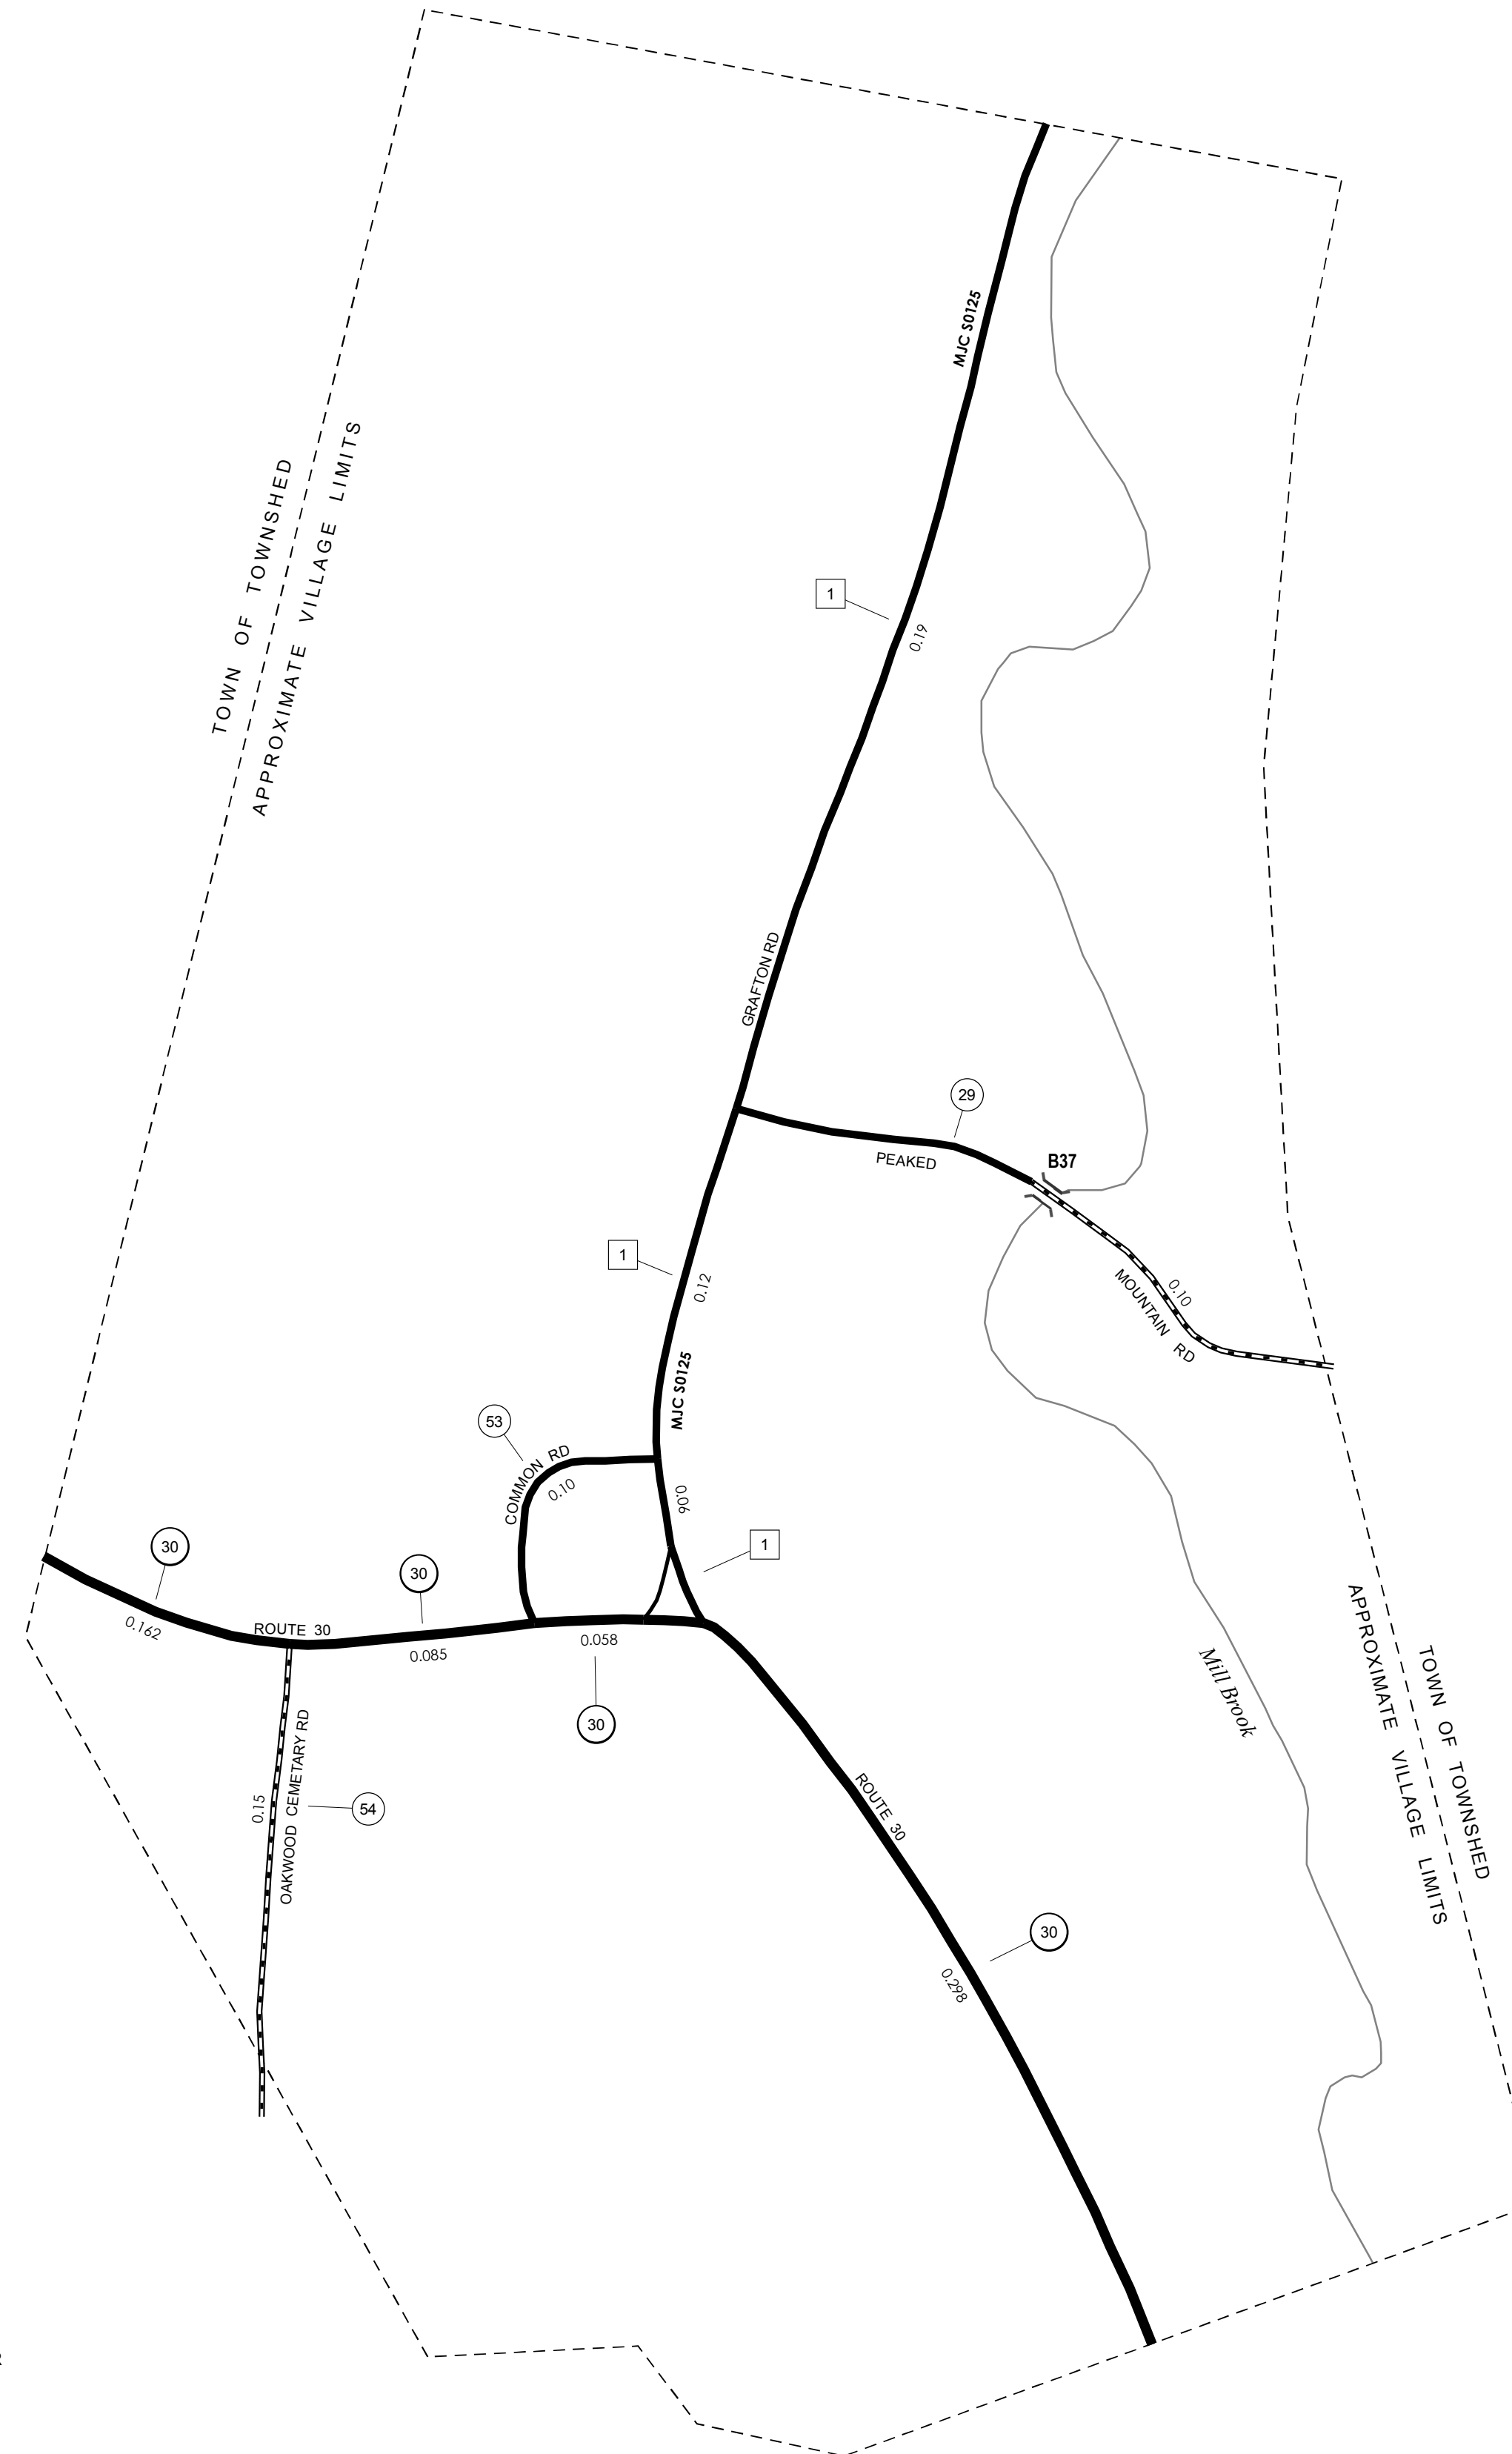 MJC S0125
TOWN OF TOWNSHED
APPROXIMATE VILLAGE LIMITS
1
0.19
GRAFTON RD
29
PEAKED
B37
1
0.12
0.10
MOUNTAIN RD
MJC S0125
53
COMMON RD
0.10
0.06
1
30
30
0.162
ROUTE 30
0.085
0.058
30
Mill Brook
TOWN OF TOWNSHED
APPROXIMATE VILLAGE LIMITS
OAKWOOD CEMETARY RD
0.15
54
ROUTE 30
30
0.298